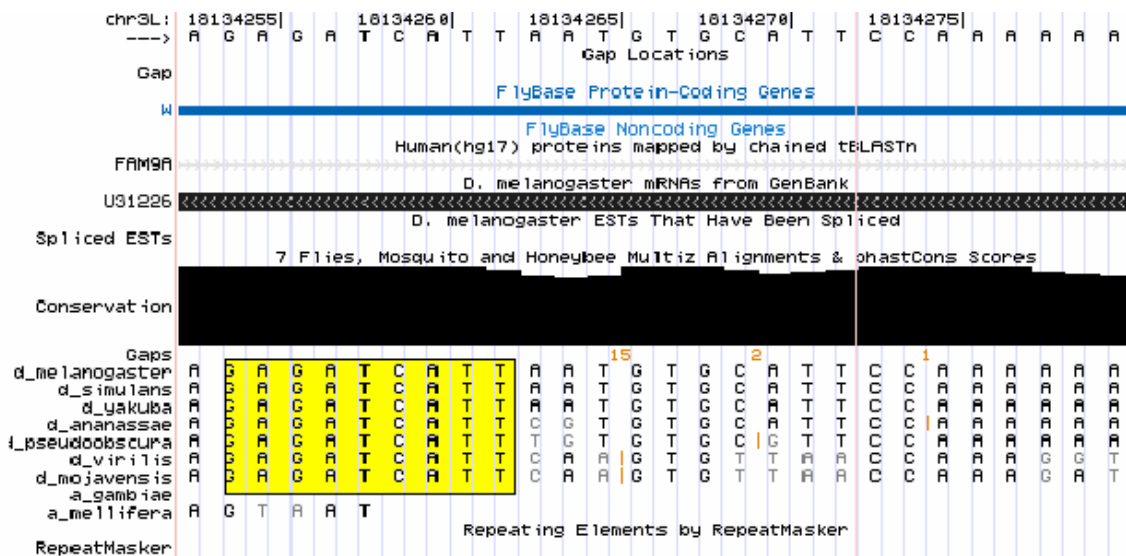 chr3L: 18134255| 18134260| 18134265| 18134270| 18134275|
---> A G A G A T C A T T A A T G T G C A T T C C A A A A A A
Gap Locations
Gap
FlyBase Protein-Coding Genes
W
FlyBase Noncoding Genes
Human(hg17) proteins mapped by chained tBLASTn
FAM9A
D. melanogaster mRNAs from GenBank
U31226
D. melanogaster ESTs That Have Been Spliced
Spliced ESTs
7 Flies, Mosquito and Honeybee Multiz Alignments & phastCons Scores
Conservation
Gaps 15 2 1
d_melanogaster A G A G A T C A T T A A T G T G C A T T C C A A A A A A
d_simulans A G A G A T C A T T A A T G T G C A T T C C A A A A A A
d_yakuba A G A G A T C A T T A A T G T G C A T T C C A A A A A A
d_ananassae A G A G A T C A T T C G T G T G C A T T C C | A A A A A A
d_pseudoobscura A G A G A T C A T T T G T G T G C | G T T C C A A A A A A
d_virilis A G A G A T C A T T C A A | G T G T T A A C C A A A G G T
d_mojavensis A G A G A T C A T T C A A | G T G T T A A C C A A A G A T
a_gambiae
a_mellifera A G T A A T
Repeating Elements by RepeatMasker
RepeatMasker